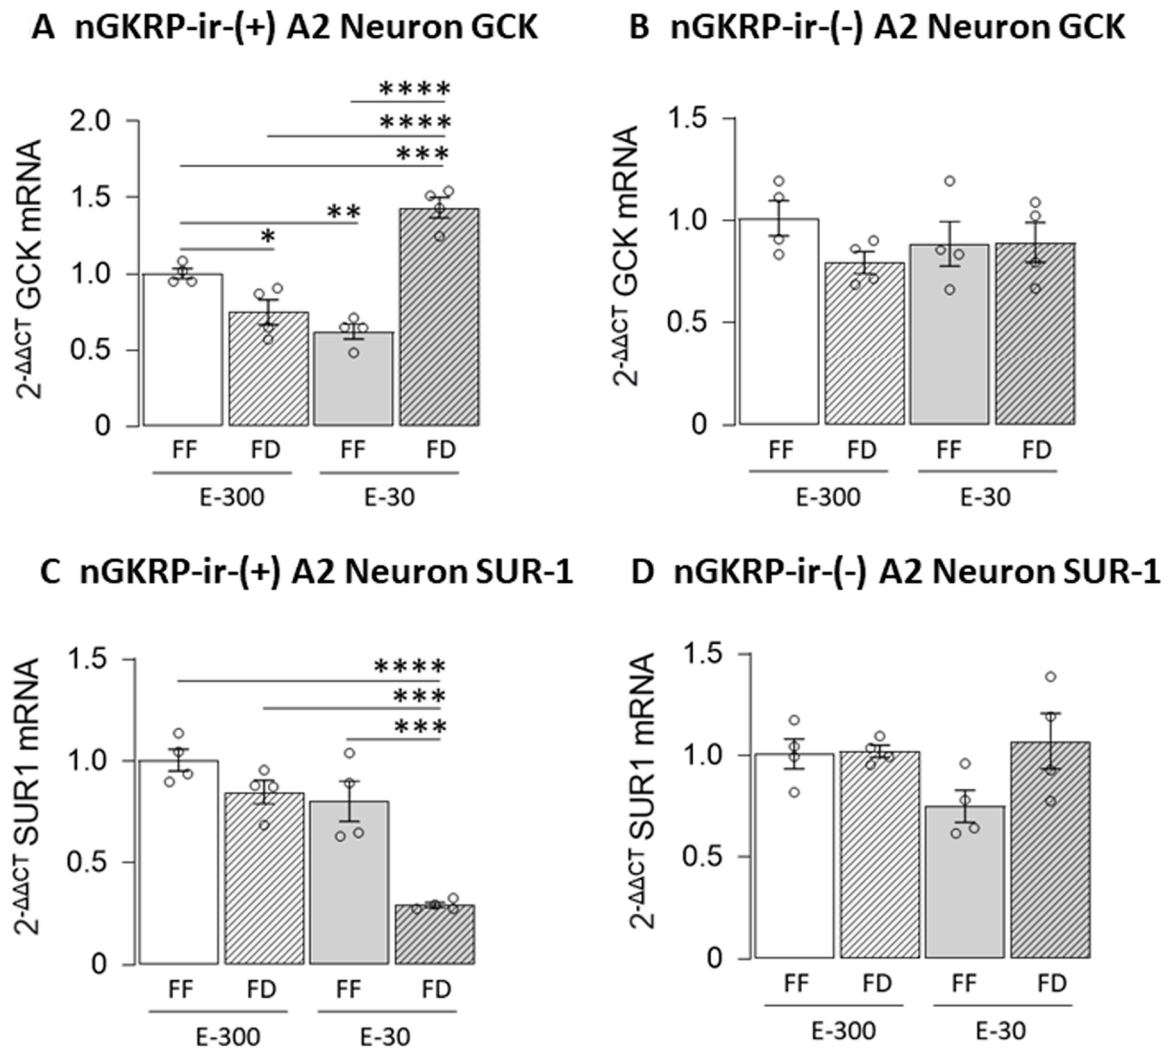 A nGKRP-ir-(+) A2 Neuron GCK
2-ΔΔCT GCK mRNA
2.0
1.5
1.0
0.5
0
****
****
***
**
*
FF FD FF FD
E-300 E-30
B nGKRP-ir-(-) A2 Neuron GCK
2-ΔΔCT GCK mRNA
1.5
1.0
0.5
0
FF FD FF FD
E-300 E-30
C nGKRP-ir-(+) A2 Neuron SUR-1
2-ΔΔCT SUR1 mRNA
1.5
1.0
0.5
0
****
***
***
FF FD FF FD
E-300 E-30
D nGKRP-ir-(-) A2 Neuron SUR-1
2-ΔΔCT SUR1 mRNA
1.5
1.0
0.5
0
FF FD FF FD
E-300 E-30